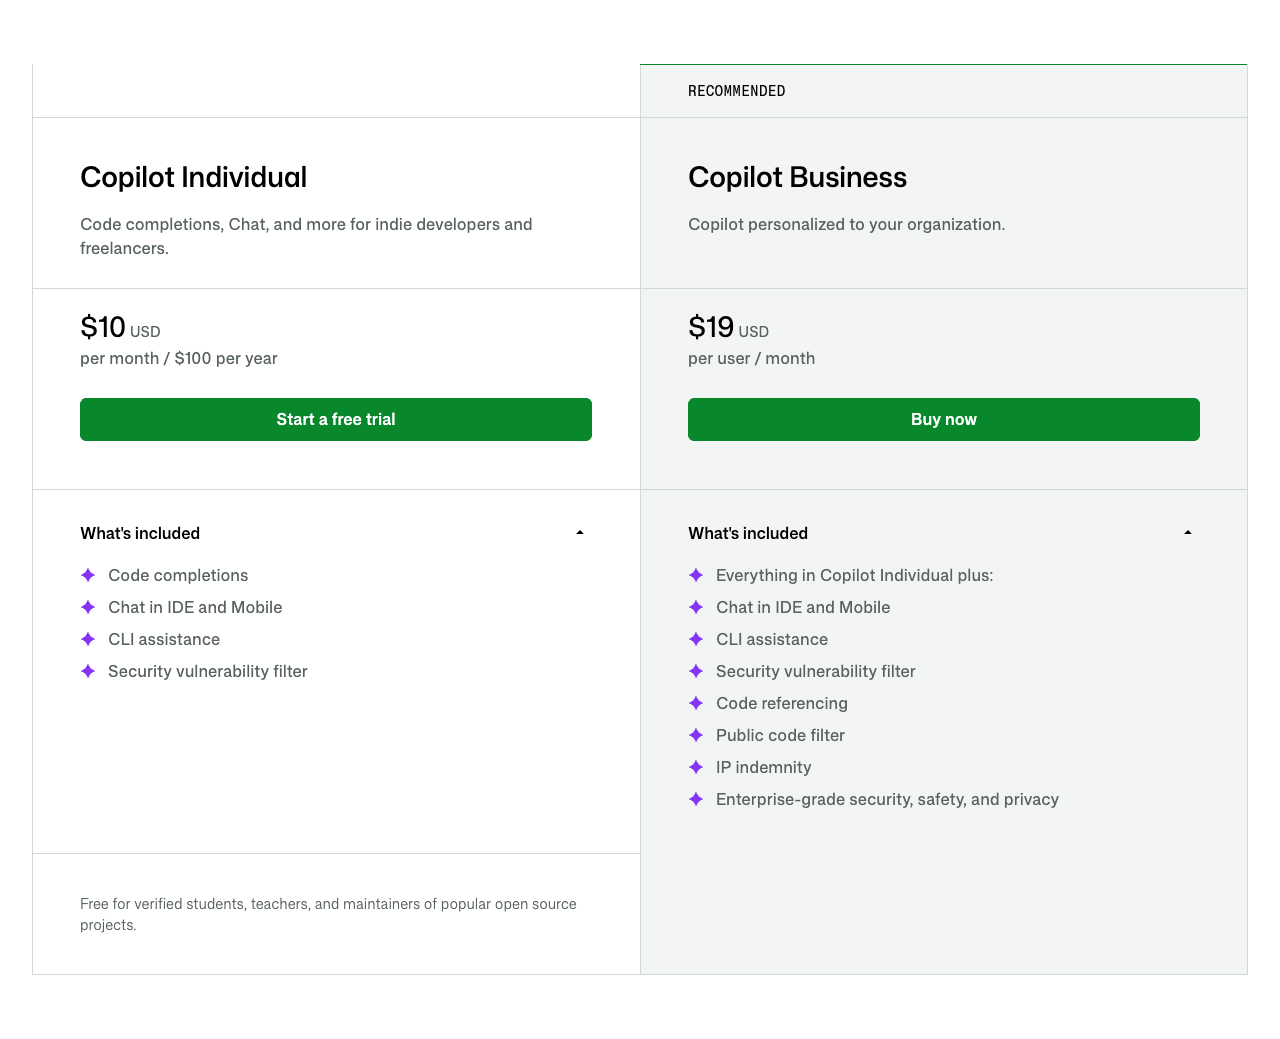 RECOMMENDED
Copilot Individual
Code completions, Chat, and more for indie developers and
freelancers.
$10 USD
per month / $100 per year
Start a free trial
What's included
Code completions
Chat in IDE and Mobile
CLI assistance
Security vulnerability filter
Free for verified students, teachers, and maintainers of popular open source
projects.
Copilot Business
Copilot personalized to your organization.
$19 USD
per user / month
Buy now
What's included
Everything in Copilot Individual plus:
Chat in IDE and Mobile
CLI assistance
Security vulnerability filter
Code referencing
Public code filter
IP indemnity
Enterprise-grade security, safety, and privacy